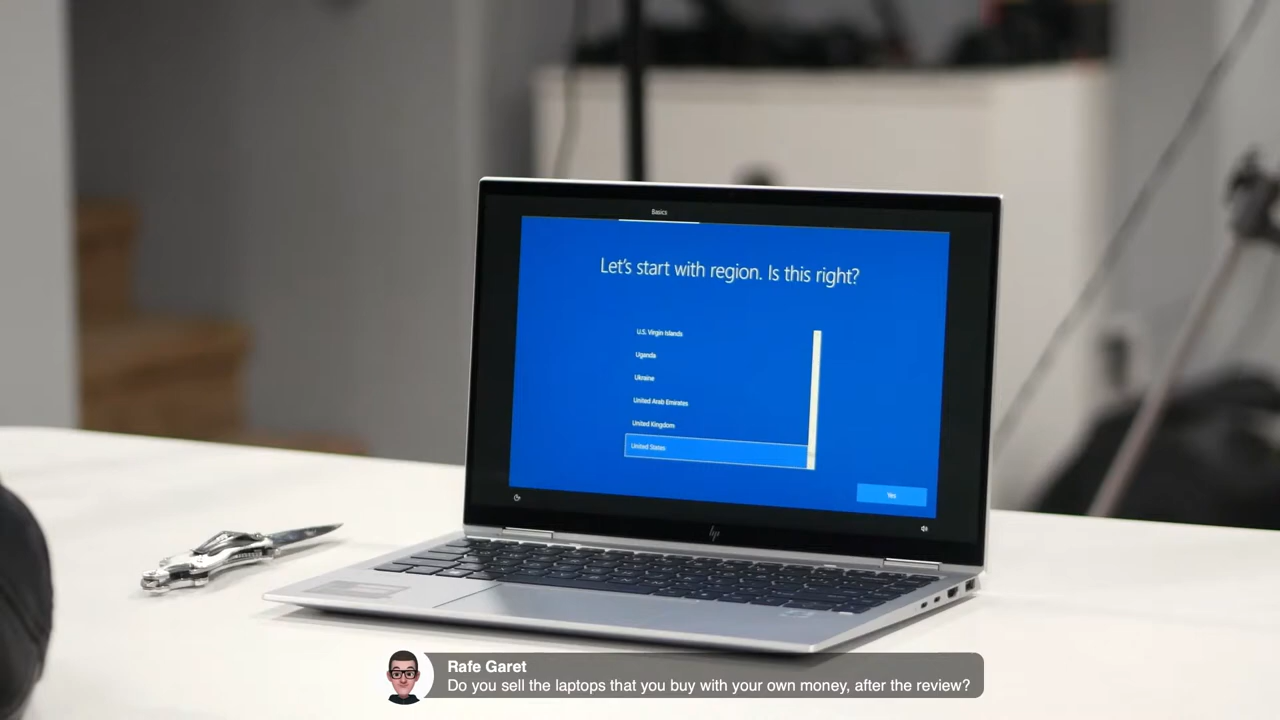 Basics
Let's start with region. Is this right?
U.S. Virgin Islands
Uganda
Ukraine
United Arab Emirates
United Kingdom
United States
Yes
hp
Rafe Garet
Do you sell the laptops that you buy with your own money, after the review?